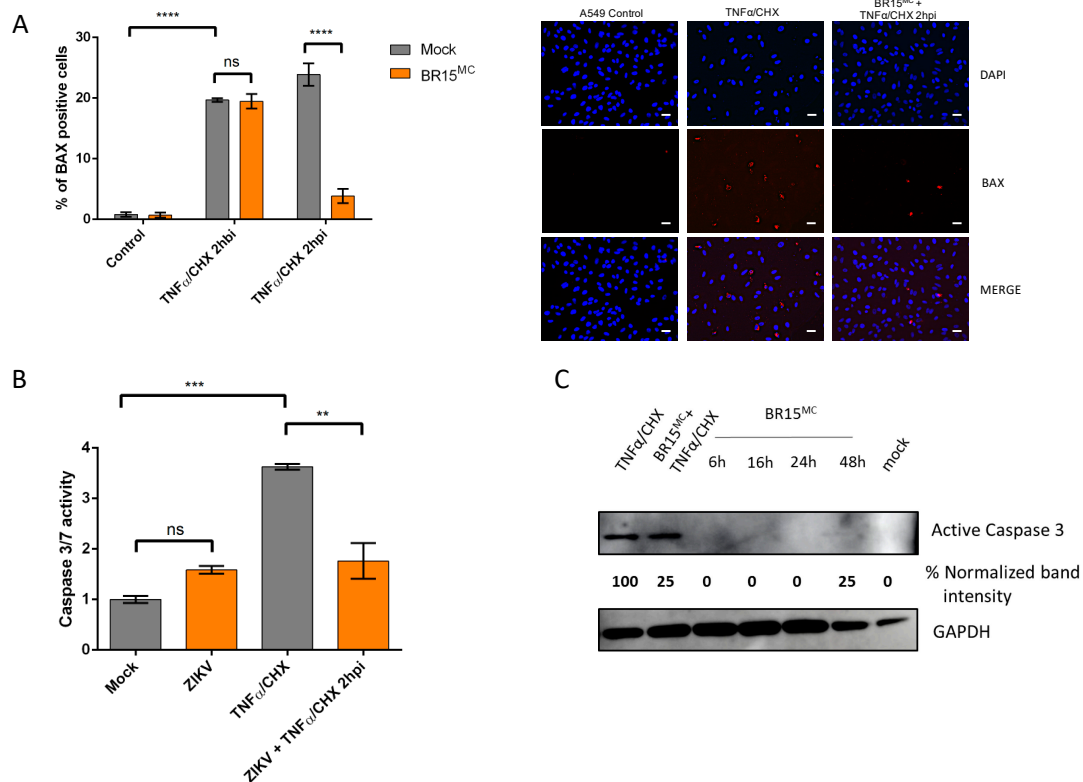 A
****
****
ns
% of BAX positive cells
30
20
10
0
Control
TNFα/CHX 2hbi
TNFα/CHX 2hpi
Mock
BR15MC
A549 Control
TNFα/CHX
BR15MC +
TNFα/CHX 2hpi
DAPI
BAX
MERGE
B
***
**
ns
Caspase 3/7 activity
4
3
2
1
0
Mock
ZIKV
TNFα/CHX
ZIKV + TNFα/CHX 2hpi
C
TNFα/CHX
BR15MC+
TNFα/CHX
BR15MC
6h 16h 24h 48h
mock
Active Caspase 3
100 25 0 0 0 25 0
% Normalized band
intensity
GAPDH